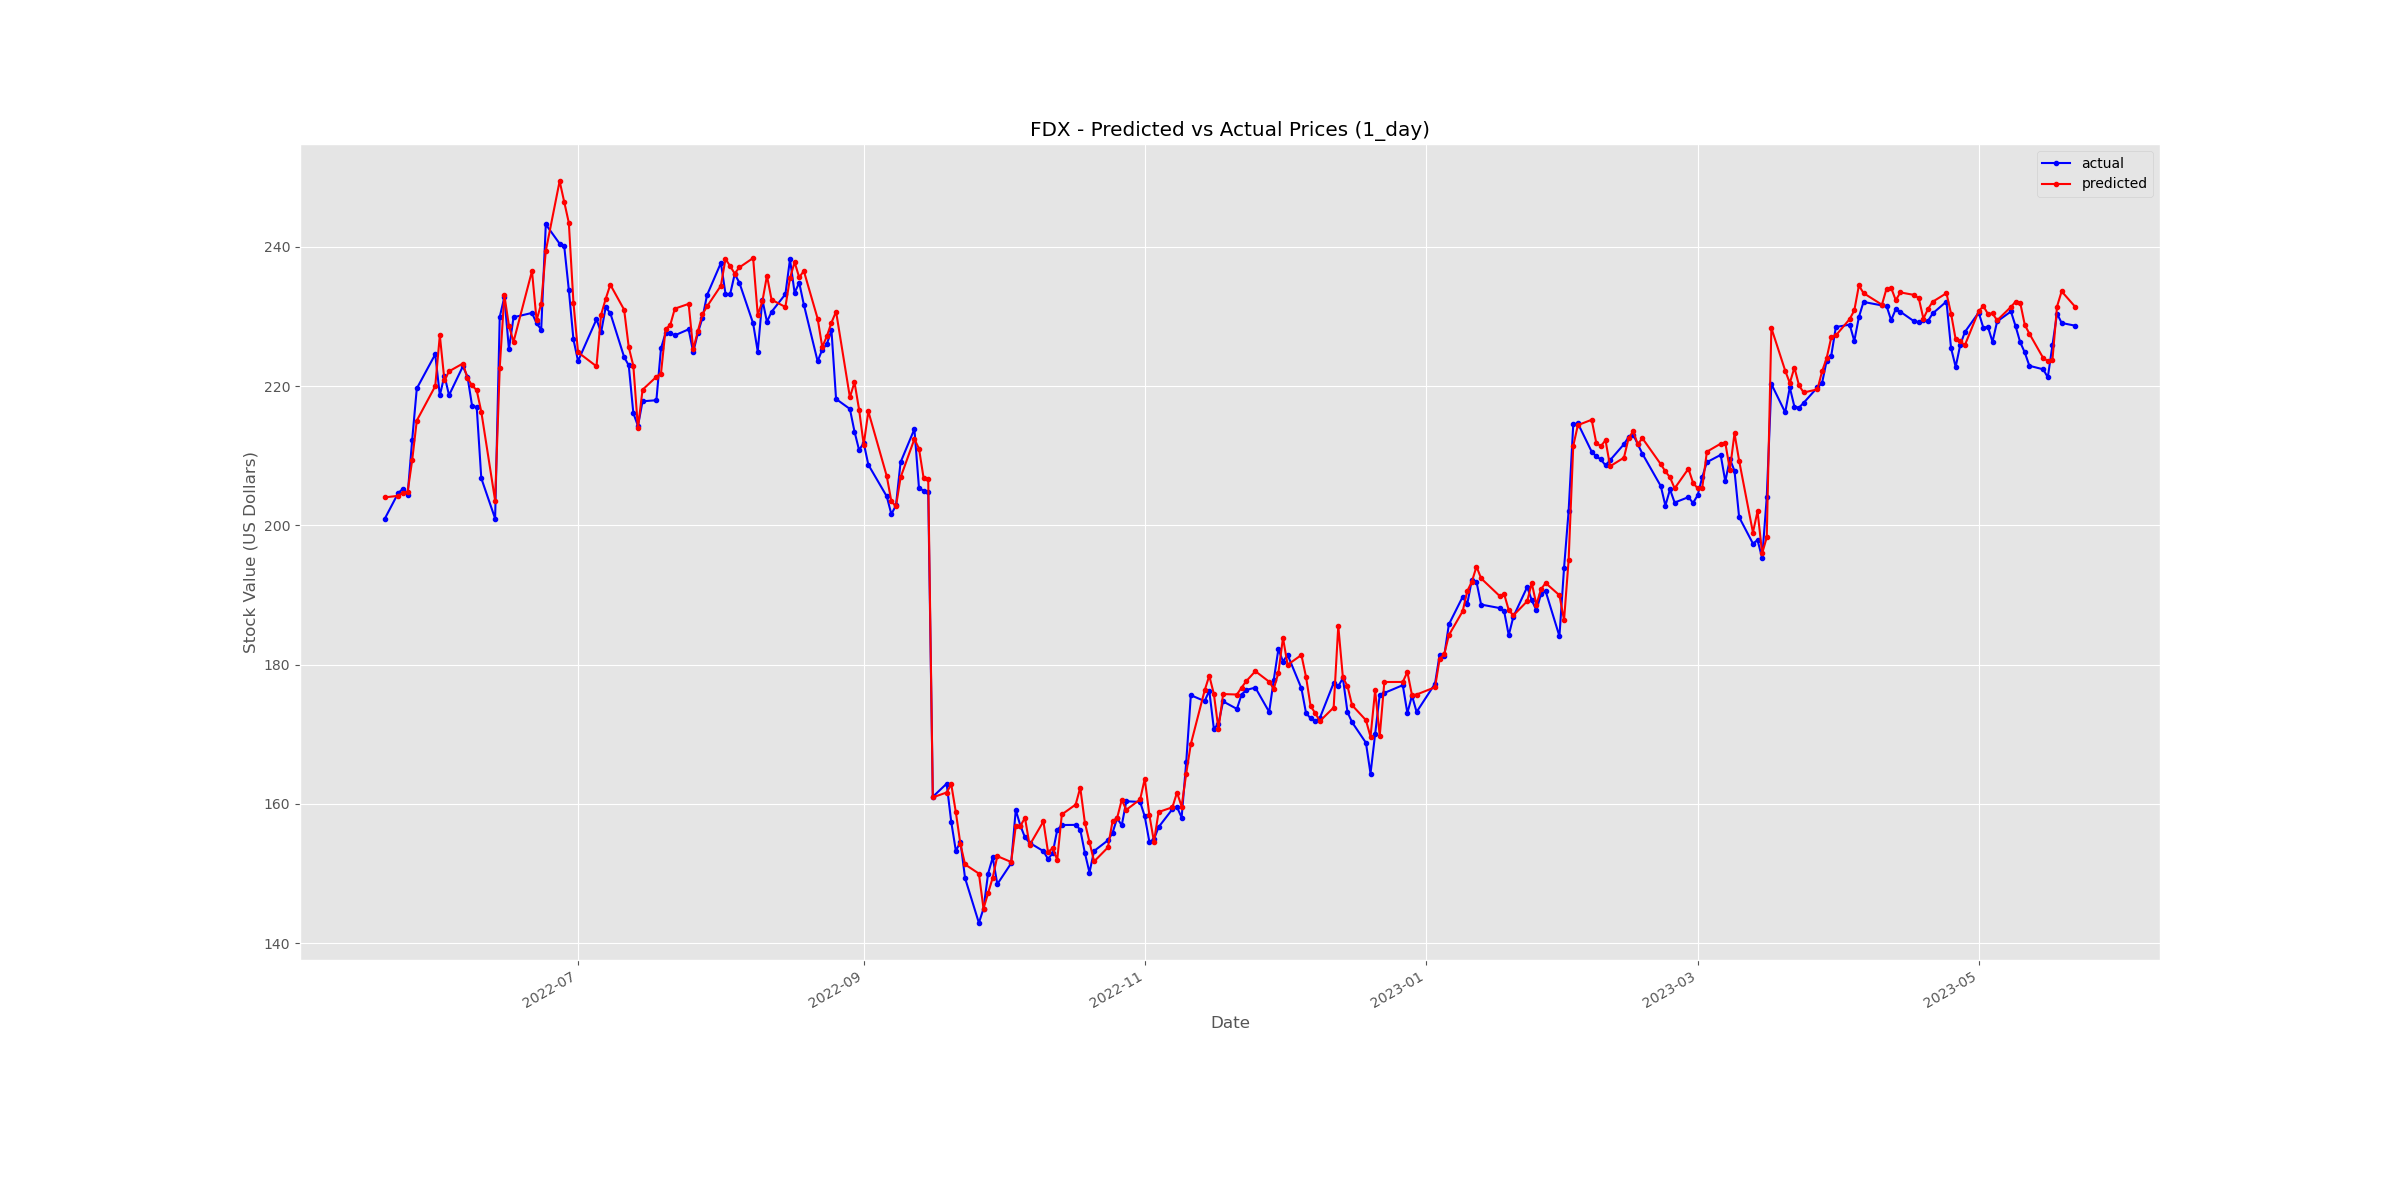 FDX - Predicted vs Actual Prices (1_day)
actual
predicted
240
220
200
180
160
140
Stock Value (US Dollars)
2022-07
2022-09
2022-11
2023-01
2023-03
2023-05
Date